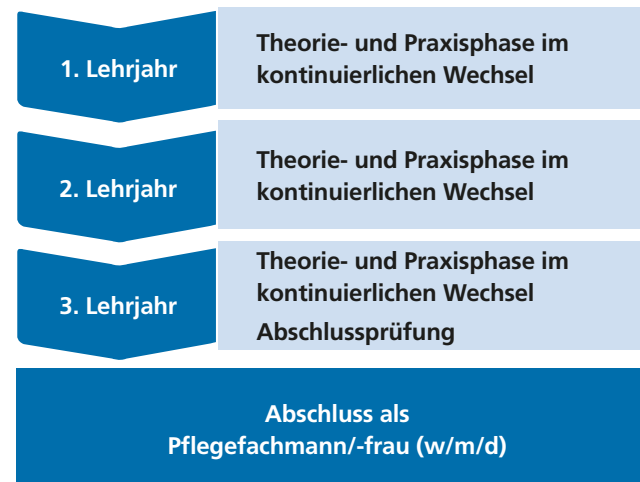 1. Lehrjahr
Theorie- und Praxisphase im
kontinuierlichen Wechsel
2. Lehrjahr
Theorie- und Praxisphase im
kontinuierlichen Wechsel
3. Lehrjahr
Theorie- und Praxisphase im
kontinuierlichen Wechsel
Abschlussprüfung
Abschluss als
Pflegefachmann/-frau (w/m/d)